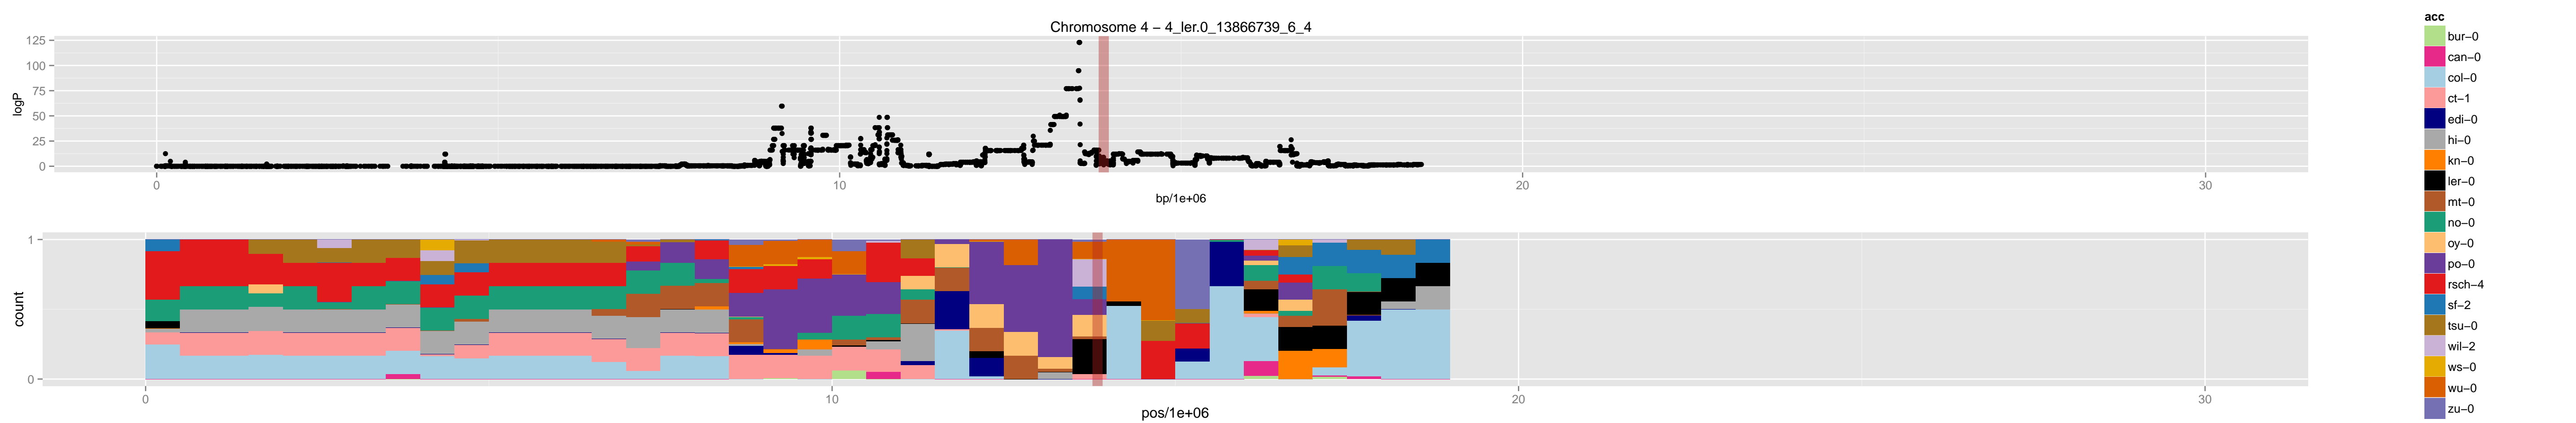 Chromosome 4 − 4_ler.0_13866739_6_4
125
100
75
50
25
0
logP
0 10 20 30
bp/1e+06
1
0
count
0 10 20 30
pos/1e+06
acc
bur−0
can−0
col−0
ct−1
edi−0
hi−0
kn−0
ler−0
mt−0
no−0
oy−0
po−0
rsch−4
sf−2
tsu−0
wil−2
ws−0
wu−0
zu−0